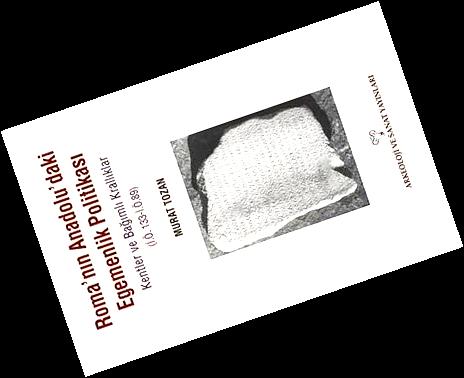 Roma'nın Anadolu'daki
Egemenlik Politikası
Kentler ve Bağımlı Krallıklar
(İ.Ö. 133-İ.Ö. 89)
MURAT TOZAN
ARKEOLOJİ VE SANAT YAYINLARI